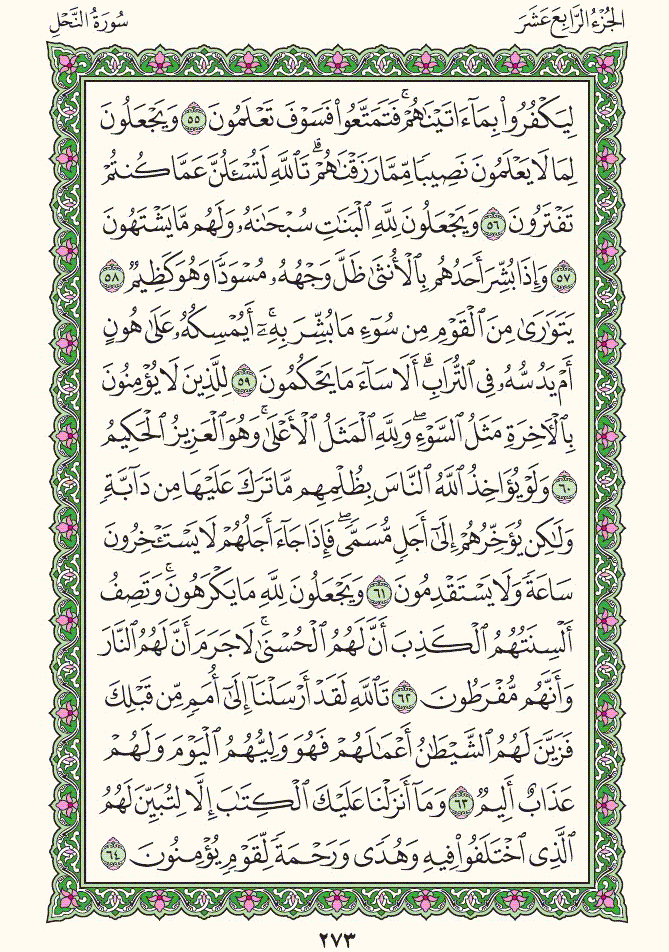 الجُزْءُ الرَّابِعَ عَشَرَ
سُورَةُ النَّحْلِ
لِيَكْفُرُوا۟ بِمَآ ءَاتَيْنَٰهُمْ ۚ فَتَمَتَّعُوا۟ فَسَوْفَ تَعْلَمُونَ ٥٥ وَيَجْعَلُونَ
لِمَا لَا يَعْلَمُونَ نَصِيبًا مِّمَّا رَزَقْنَٰهُمْ ۗ تَٱللَّهِ لَتُسْـَٔلُنَّ عَمَّا كُنتُمْ
تَفْتَرُونَ ٥٦ وَيَجْعَلُونَ لِلَّهِ ٱلْبَنَٰتِ سُبْحَٰنَهُۥ وَلَهُم مَّا يَشْتَهُونَ
٥٧ وَإِذَا بُشِّرَ أَحَدُهُم بِٱلْأُنثَىٰ ظَلَّ وَجْهُهُۥ مُسْوَدًّا وَهُوَ كَظِيمٌ ٥٨
يَتَوَٰرَىٰ مِنَ ٱلْقَوْمِ مِن سُوٓءِ مَا بُشِّرَ بِهِۦٓ ۚ أَيُمْسِكُهُۥ عَلَىٰ هُونٍ
أَمْ يَدُسُّهُۥ فِى ٱلتُّرَابِ ۗ أَلَا سَآءَ مَا يَحْكُمُونَ ٥٩ لِلَّذِينَ لَا يُؤْمِنُونَ
بِٱلْءَاخِرَةِ مَثَلُ ٱلسَّوْءِ ۖ وَلِلَّهِ ٱلْمَثَلُ ٱلْأَعْلَىٰ ۚ وَهُوَ ٱلْعَزِيزُ ٱلْحَكِيمُ
٦٠ وَلَوْ يُؤَاخِذُ ٱللَّهُ ٱلنَّاسَ بِظُلْمِهِم مَّا تَرَكَ عَلَيْهَا مِن دَآبَّةٍ
وَلَٰكِن يُؤَخِّرُهُمْ إِلَىٰٓ أَجَلٍ مُّسَمًّى ۖ فَإِذَا جَآءَ أَجَلُهُمْ لَا يَسْتَـْٔخِرُونَ
سَاعَةً وَلَا يَسْتَقْدِمُونَ ٦١ وَيَجْعَلُونَ لِلَّهِ مَا يَكْرَهُونَ ۚ وَتَصِفُ
أَلْسِنَتُهُمُ ٱلْكَذِبَ أَنَّ لَهُمُ ٱلْحُسْنَىٰ ۚ لَا جَرَمَ أَنَّ لَهُمُ ٱلنَّارَ
وَأَنَّهُم مُّفْرَطُونَ ٦٢ تَٱللَّهِ لَقَدْ أَرْسَلْنَآ إِلَىٰٓ أُمَمٍ مِّن قَبْلِكَ
فَزَيَّنَ لَهُمُ ٱلشَّيْطَٰنُ أَعْمَٰلَهُمْ فَهُوَ وَلِيُّهُمُ ٱلْيَوْمَ وَلَهُمْ
عَذَابٌ أَلِيمٌ ٦٣ وَمَآ أَنزَلْنَا عَلَيْكَ ٱلْكِتَٰبَ إِلَّا لِتُبَيِّنَ لَهُمُ
ٱلَّذِى ٱخْتَلَفُوا۟ فِيهِ وَهُدًى وَرَحْمَةً لِّقَوْمٍ يُؤْمِنُونَ ٦٤
٢٧٣